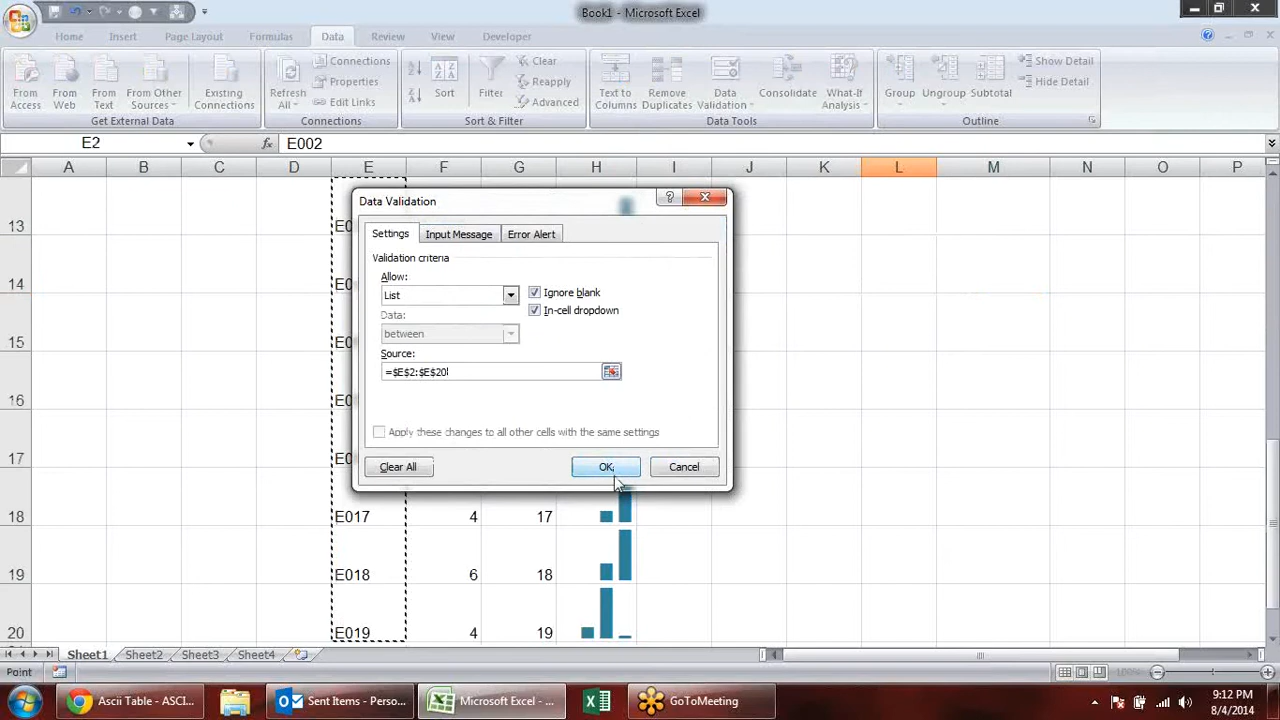 Book1 - Microsoft Excel
Home Insert Page Layout Formulas Data Review View Developer
From Access
From Web
From Text
From Other Sources
Existing Connections
Get External Data
Refresh All
Connections
Properties
Edit Links
Connections
Sort
Filter
Clear
Reapply
Advanced
Sort & Filter
Text to Columns
Remove Duplicates
Data Validation
Consolidate
What-If Analysis
Data Tools
Group
Ungroup
Subtotal
Show Detail
Hide Detail
Outline
E2 fx E002
A B C D E F G H I J K L M N O P
13 E0
14 E0
15 E0
16 E0
17 E0
18 E017 4 17
19 E018 6 18
20 E019 4 19
Data Validation
Settings Input Message Error Alert
Validation criteria
Allow:
List
Ignore blank
In-cell dropdown
Data:
between
Source:
=$E$2:$E$20
Apply these changes to all other cells with the same settings
Clear All OK Cancel
Sheet1 Sheet2 Sheet3 Sheet4
Point
100%
Ascii Table - ASCI...
Sent Items - Perso...
Microsoft Excel - ...
GoToMeeting
9:12 PM
8/4/2014